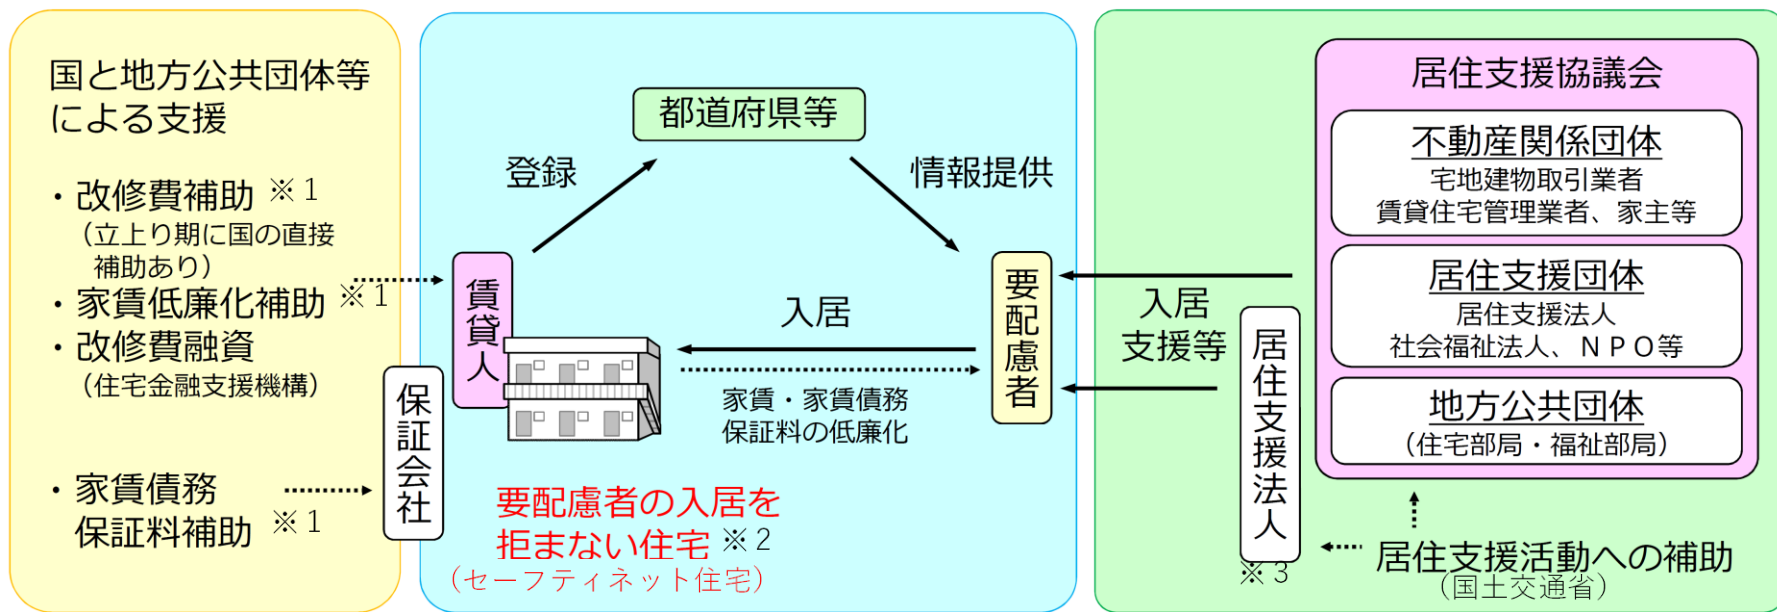 国と地方公共団体等
による支援
・改修費補助 ※1
（立上り期に国の直接
補助あり）
・家賃低廉化補助 ※1
・改修費融資
（住宅金融支援機構）
・家賃債務
保証料補助 ※1
保証会社
都道府県等
登録
情報提供
賃貸人
要配慮者
入居
家賃・家賃債務
保証料の低廉化
要配慮者の入居を
拒まない住宅 ※2
（セーフティネット住宅）
入居
支援等
居住支援法人
※3
居住支援協議会
不動産関係団体
宅地建物取引業者
賃貸住宅管理業者、家主等
居住支援団体
居住支援法人
社会福祉法人、ＮＰＯ等
地方公共団体
（住宅部局・福祉部局）
居住支援活動への補助
（国土交通省）